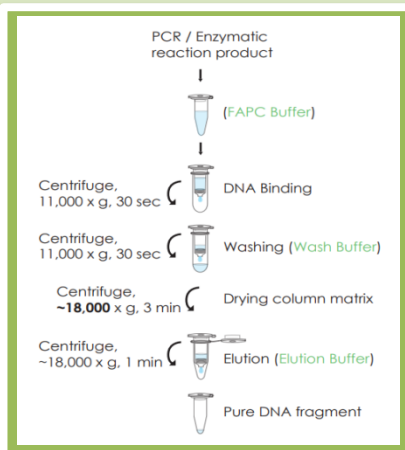 PCR / Enzymatic
reaction product
(FAPC Buffer)
Centrifuge,
11,000 x g, 30 sec
DNA Binding
Centrifuge,
11,000 x g, 30 sec
Washing (Wash Buffer)
Centrifuge,
~18,000 x g, 3 min
Drying column matrix
Centrifuge,
~18,000 x g, 1 min
Elution (Elution Buffer)
Pure DNA fragment